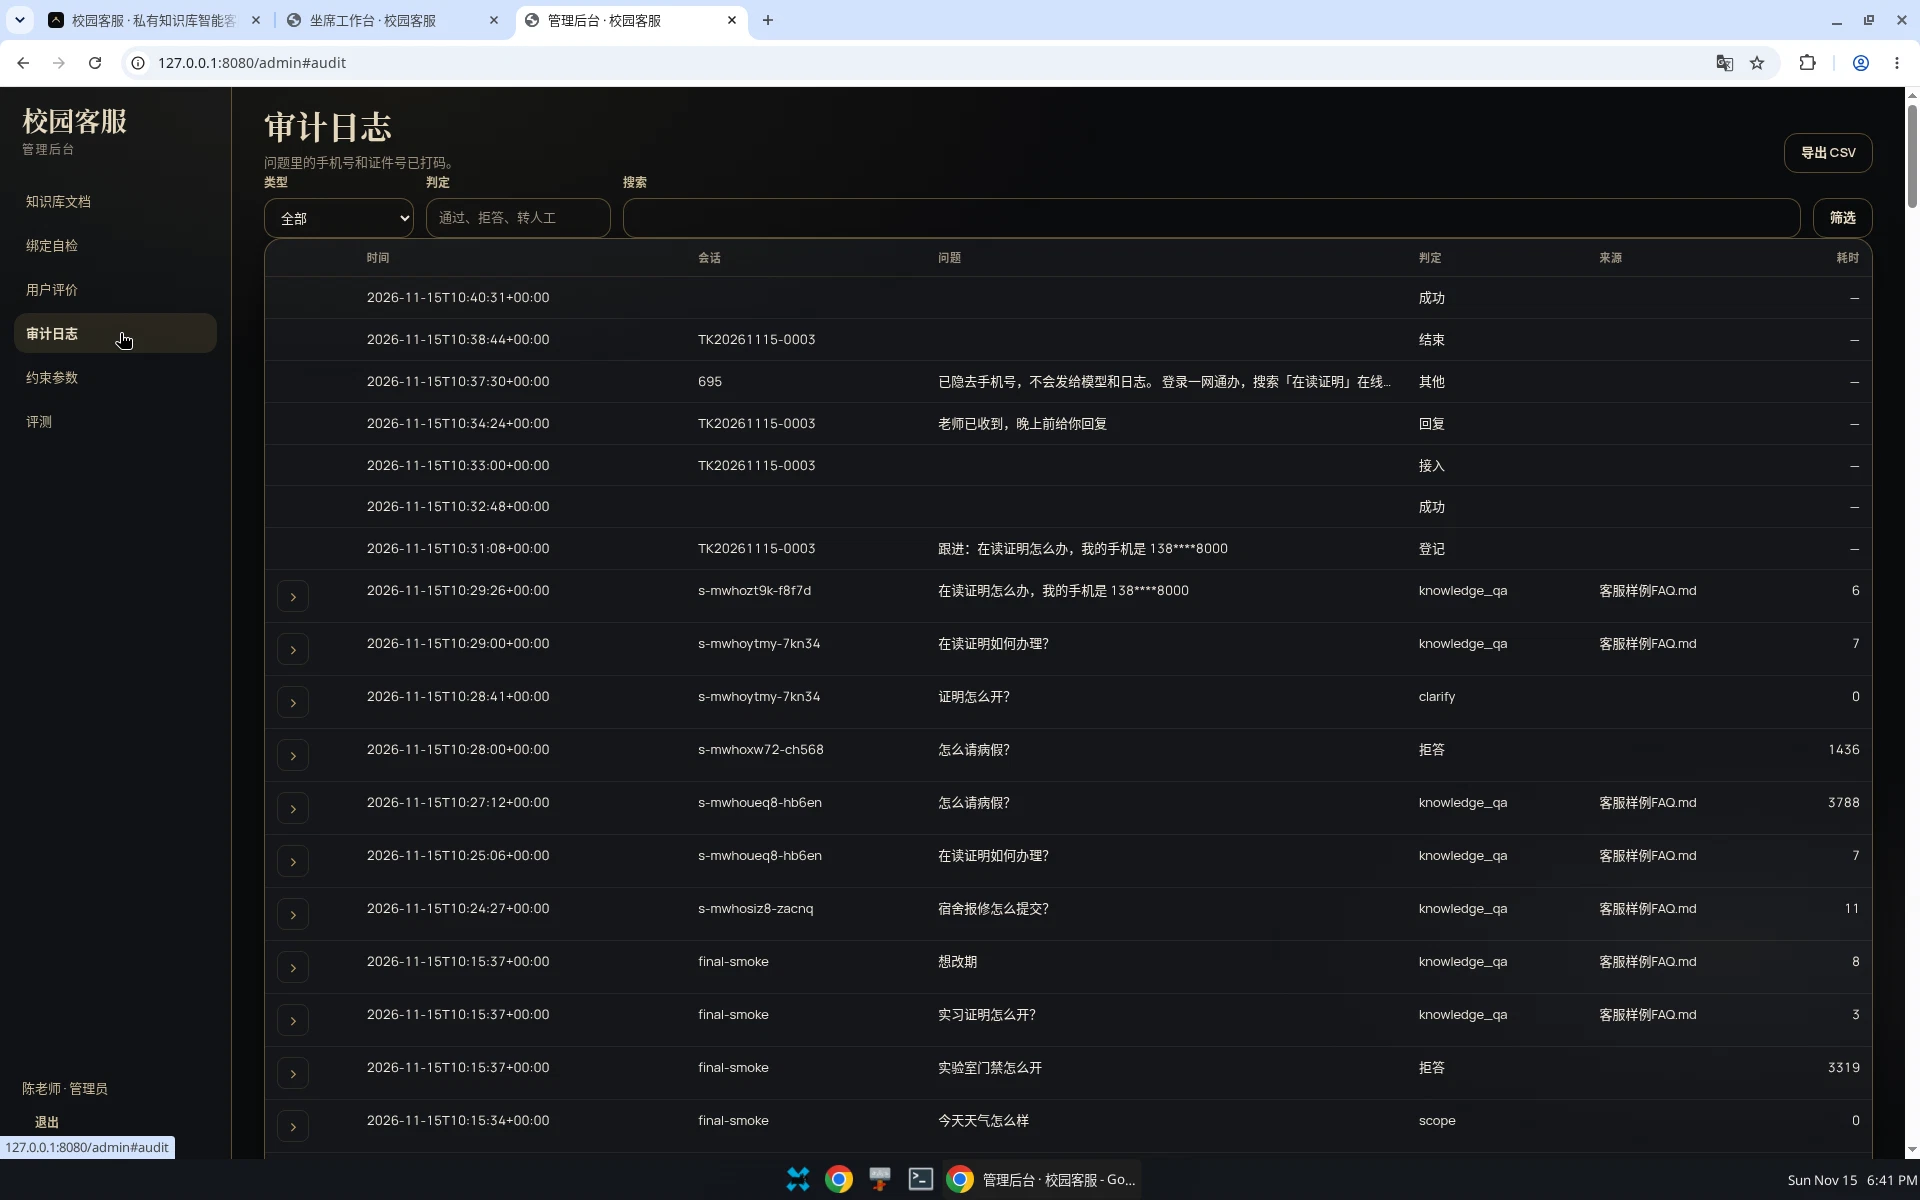 校园客服 · 私有知识库智能客
坐席工作台 · 校园客服
管理后台 · 校园客服
127.0.0.1:8080/admin#audit
校园客服
管理后台
知识库文档
绑定自检
用户评价
审计日志
约束参数
评测
陈老师 · 管理员
退出
127.0.0.1:8080/admin#audit
审计日志
问题里的手机号和证件号已打码。
导出 CSV
类型 判定 搜索
全部 通过、拒答、转人工 筛选
时间 会话 问题 判定 来源 耗时
2026-11-15T10:40:31+00:00 成功 —
2026-11-15T10:38:44+00:00 TK20261115-0003 结束 —
2026-11-15T10:37:30+00:00 695 已隐去手机号，不会发给模型和日志。 登录一网通办，搜索「在读证明」在线… 其他 —
2026-11-15T10:34:24+00:00 TK20261115-0003 老师已收到，晚上前给你回复 回复 —
2026-11-15T10:33:00+00:00 TK20261115-0003 接入 —
2026-11-15T10:32:48+00:00 成功 —
2026-11-15T10:31:08+00:00 TK20261115-0003 跟进：在读证明怎么办，我的手机是 138****8000 登记 —
2026-11-15T10:29:26+00:00 s-mwhozt9k-f8f7d 在读证明怎么办，我的手机是 138****8000 knowledge_qa 客服样例FAQ.md 6
2026-11-15T10:29:00+00:00 s-mwhoytmy-7kn34 在读证明如何办理？ knowledge_qa 客服样例FAQ.md 7
2026-11-15T10:28:41+00:00 s-mwhoytmy-7kn34 证明怎么开？ clarify 0
2026-11-15T10:28:00+00:00 s-mwhoxw72-ch568 怎么请病假？ 拒答 1436
2026-11-15T10:27:12+00:00 s-mwhoueq8-hb6en 怎么请病假？ knowledge_qa 客服样例FAQ.md 3788
2026-11-15T10:25:06+00:00 s-mwhoueq8-hb6en 在读证明如何办理？ knowledge_qa 客服样例FAQ.md 7
2026-11-15T10:24:27+00:00 s-mwhosiz8-zacnq 宿舍报修怎么提交？ knowledge_qa 客服样例FAQ.md 11
2026-11-15T10:15:37+00:00 final-smoke 想改期 knowledge_qa 客服样例FAQ.md 8
2026-11-15T10:15:37+00:00 final-smoke 实习证明怎么开？ knowledge_qa 客服样例FAQ.md 3
2026-11-15T10:15:37+00:00 final-smoke 实验室门禁怎么开 拒答 3319
2026-11-15T10:15:34+00:00 final-smoke 今天天气怎么样 scope 0
管理后台 · 校园客服 - Go...
Sun Nov 15 6:41 PM